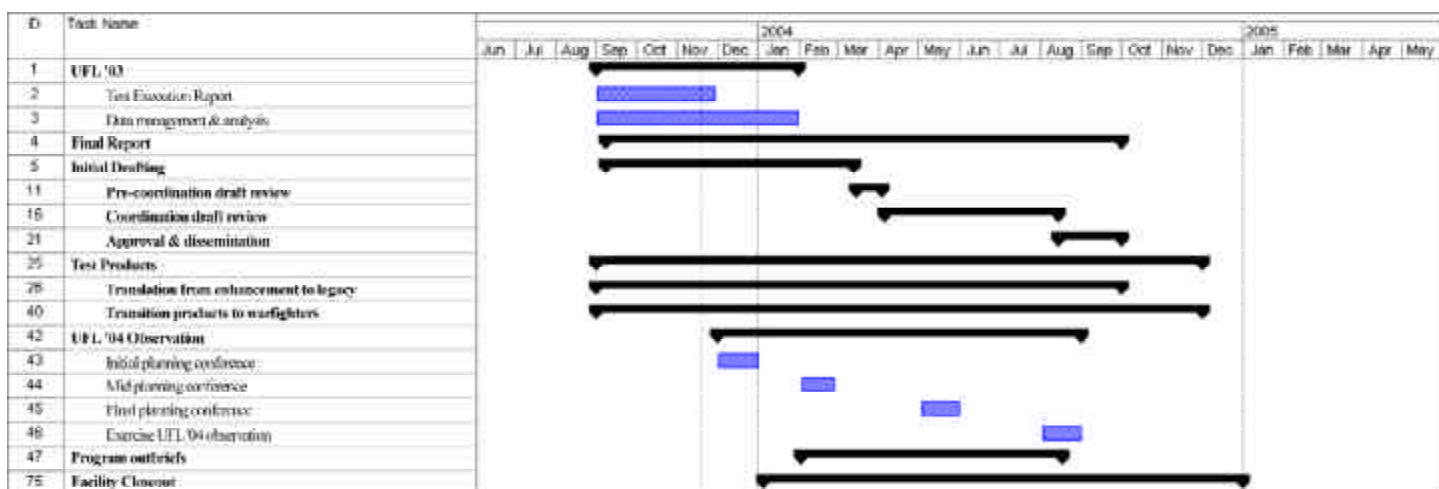 ID Task Name
2004 2005
Jun Jul Aug Sep Oct Nov Dec Jan Feb Mar Apr May Jun Jul Aug Sep Oct Nov Dec Jan Feb Mar Apr May
1 UFL '03
2 Test Execution Report
3 Data management & analysis
4 Final Report
5 Initial Drafting
11 Pre-coordination draft review
16 Coordination draft review
21 Approval & dissemination
25 Test Products
26 Translation from enhancement to legacy
40 Transition products to warfighters
42 UFL '04 Observation
43 Initial planning conference
44 Mid planning conference
45 Final planning conference
46 Exercise UFL '04 observation
47 Program outbriefs
75 Facility Closeout